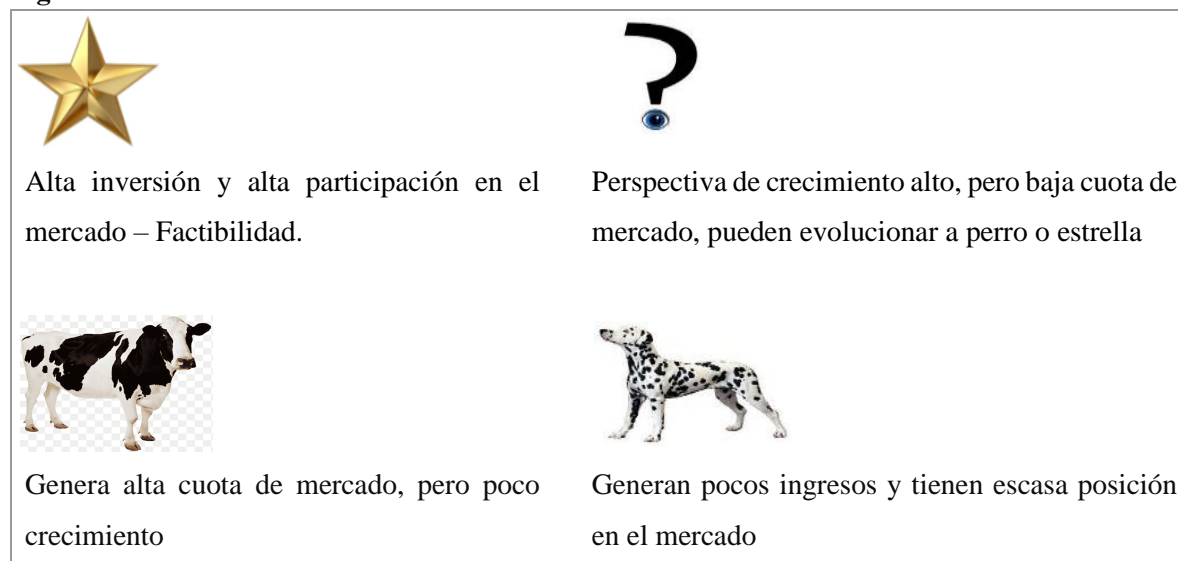 Alta inversión y alta participación en el
mercado – Factibilidad.
Perspectiva de crecimiento alto, pero baja cuota de
mercado, pueden evolucionar a perro o estrella
Genera alta cuota de mercado, pero poco
crecimiento
Generan pocos ingresos y tienen escasa posición
en el mercado